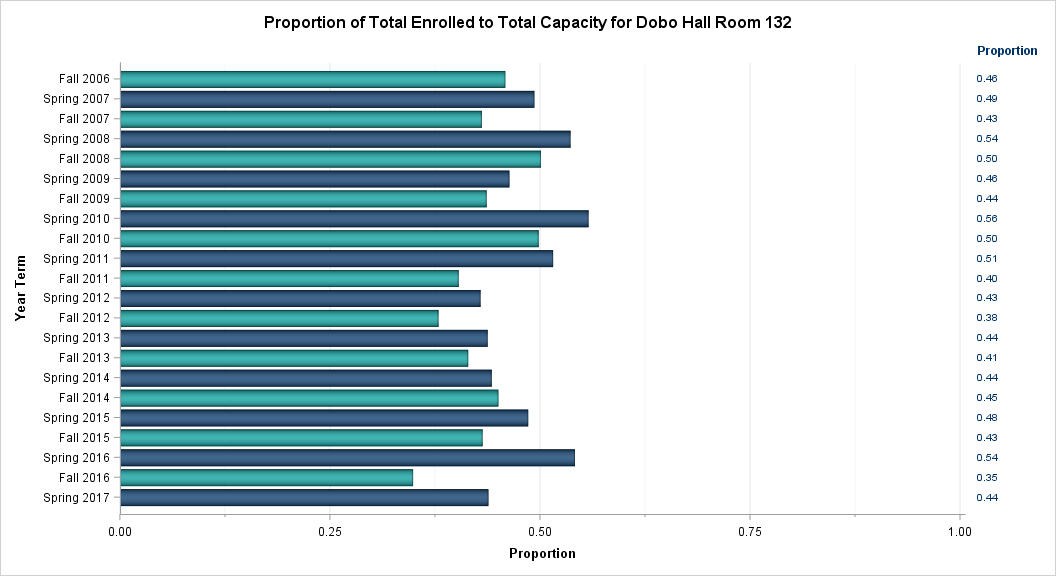 Proportion of Total Enrolled to Total Capacity for Dobo Hall Room 132
Proportion
Fall 2006 0.46
Spring 2007 0.49
Fall 2007 0.43
Spring 2008 0.54
Fall 2008 0.50
Spring 2009 0.46
Fall 2009 0.44
Spring 2010 0.56
Fall 2010 0.50
Spring 2011 0.51
Fall 2011 0.40
Spring 2012 0.43
Fall 2012 0.38
Spring 2013 0.44
Fall 2013 0.41
Spring 2014 0.44
Fall 2014 0.45
Spring 2015 0.48
Fall 2015 0.43
Spring 2016 0.54
Fall 2016 0.35
Spring 2017 0.44
Year Term
0.00 0.25 0.50 0.75 1.00
Proportion